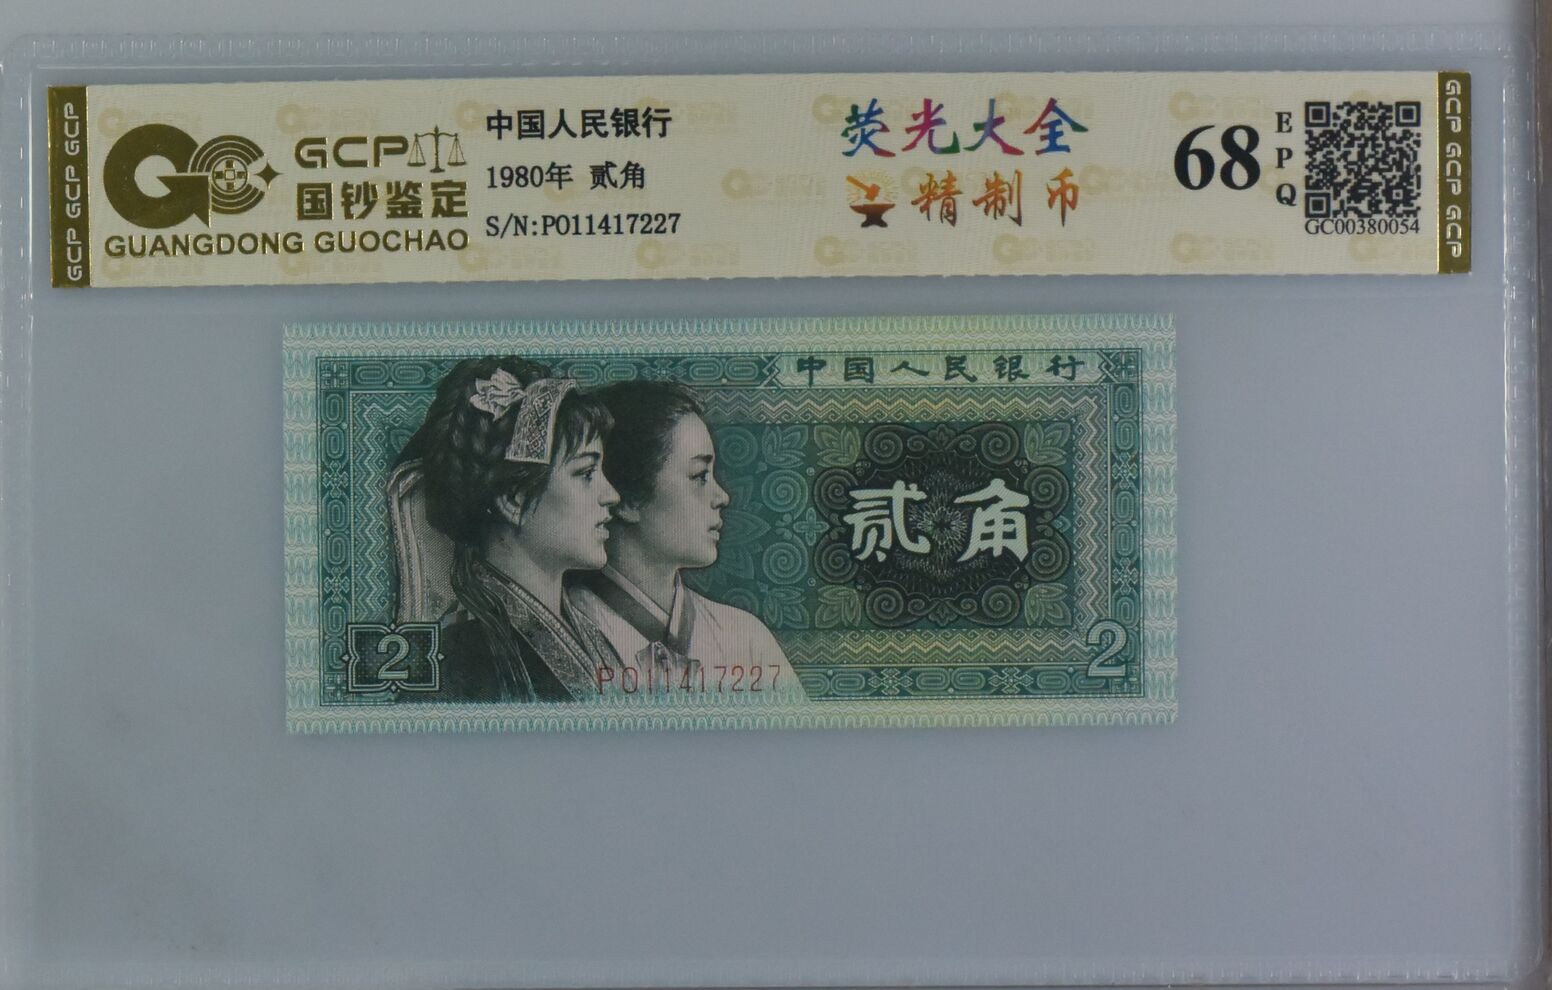 GCP GCP GCP
GCP
国钞鉴定
GUANGDONG GUOCHAO
中国人民银行
1980年 贰角
S/N:PO11417227
荧光大全
精制币
68
EPQ
GC00380054
GCP GCP GCP
中国人民银行
贰角
2
PO11417227
2